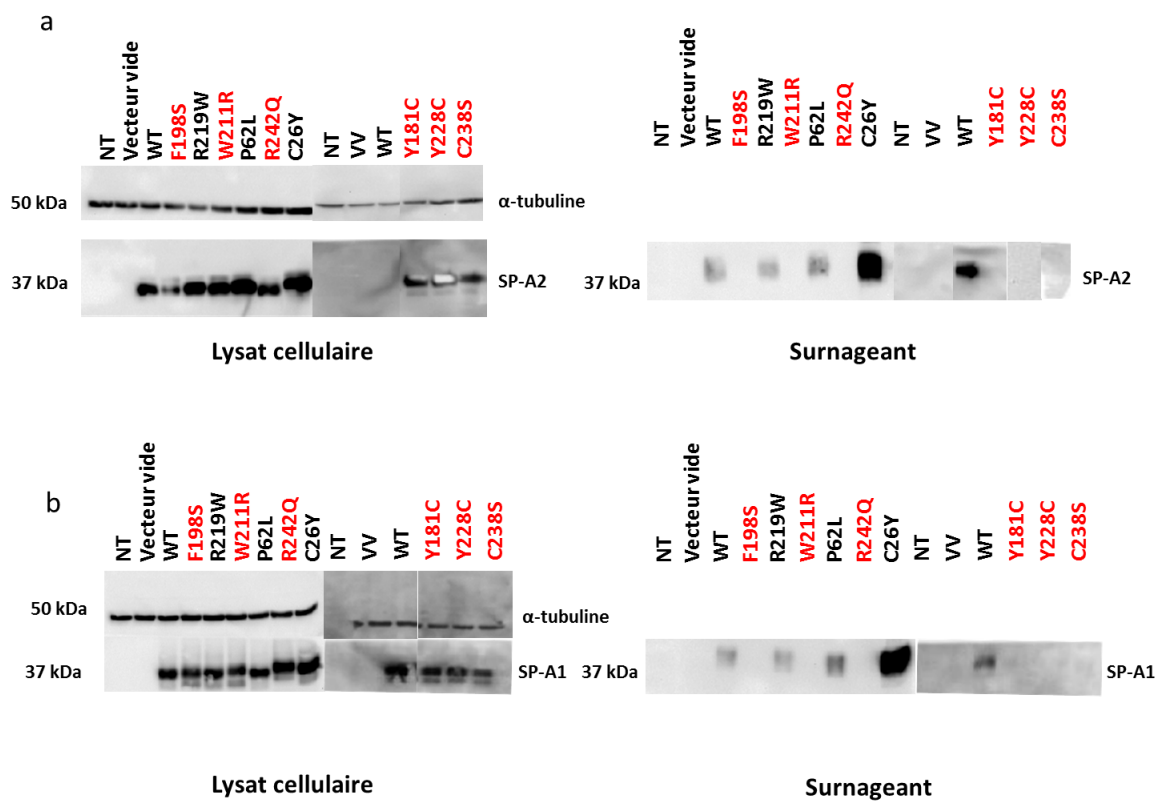 a
NT
Vecteur vide
WT
F198S
R219W
W211R
P62L
R242Q
C26Y
NT
VV
WT
Y181C
Y228C
C238S
50 kDa
α-tubuline
37 kDa
SP-A2
Lysat cellulaire
NT
Vecteur vide
WT
F198S
R219W
W211R
P62L
R242Q
C26Y
NT
VV
WT
Y181C
Y228C
C238S
37 kDa
SP-A2
Surnageant
b
NT
Vecteur vide
WT
F198S
R219W
W211R
P62L
R242Q
C26Y
NT
VV
WT
Y181C
Y228C
C238S
50 kDa
α-tubuline
37 kDa
SP-A1
Lysat cellulaire
NT
Vecteur vide
WT
F198S
R219W
W211R
P62L
R242Q
C26Y
NT
VV
WT
Y181C
Y228C
C238S
37 kDa
SP-A1
Surnageant